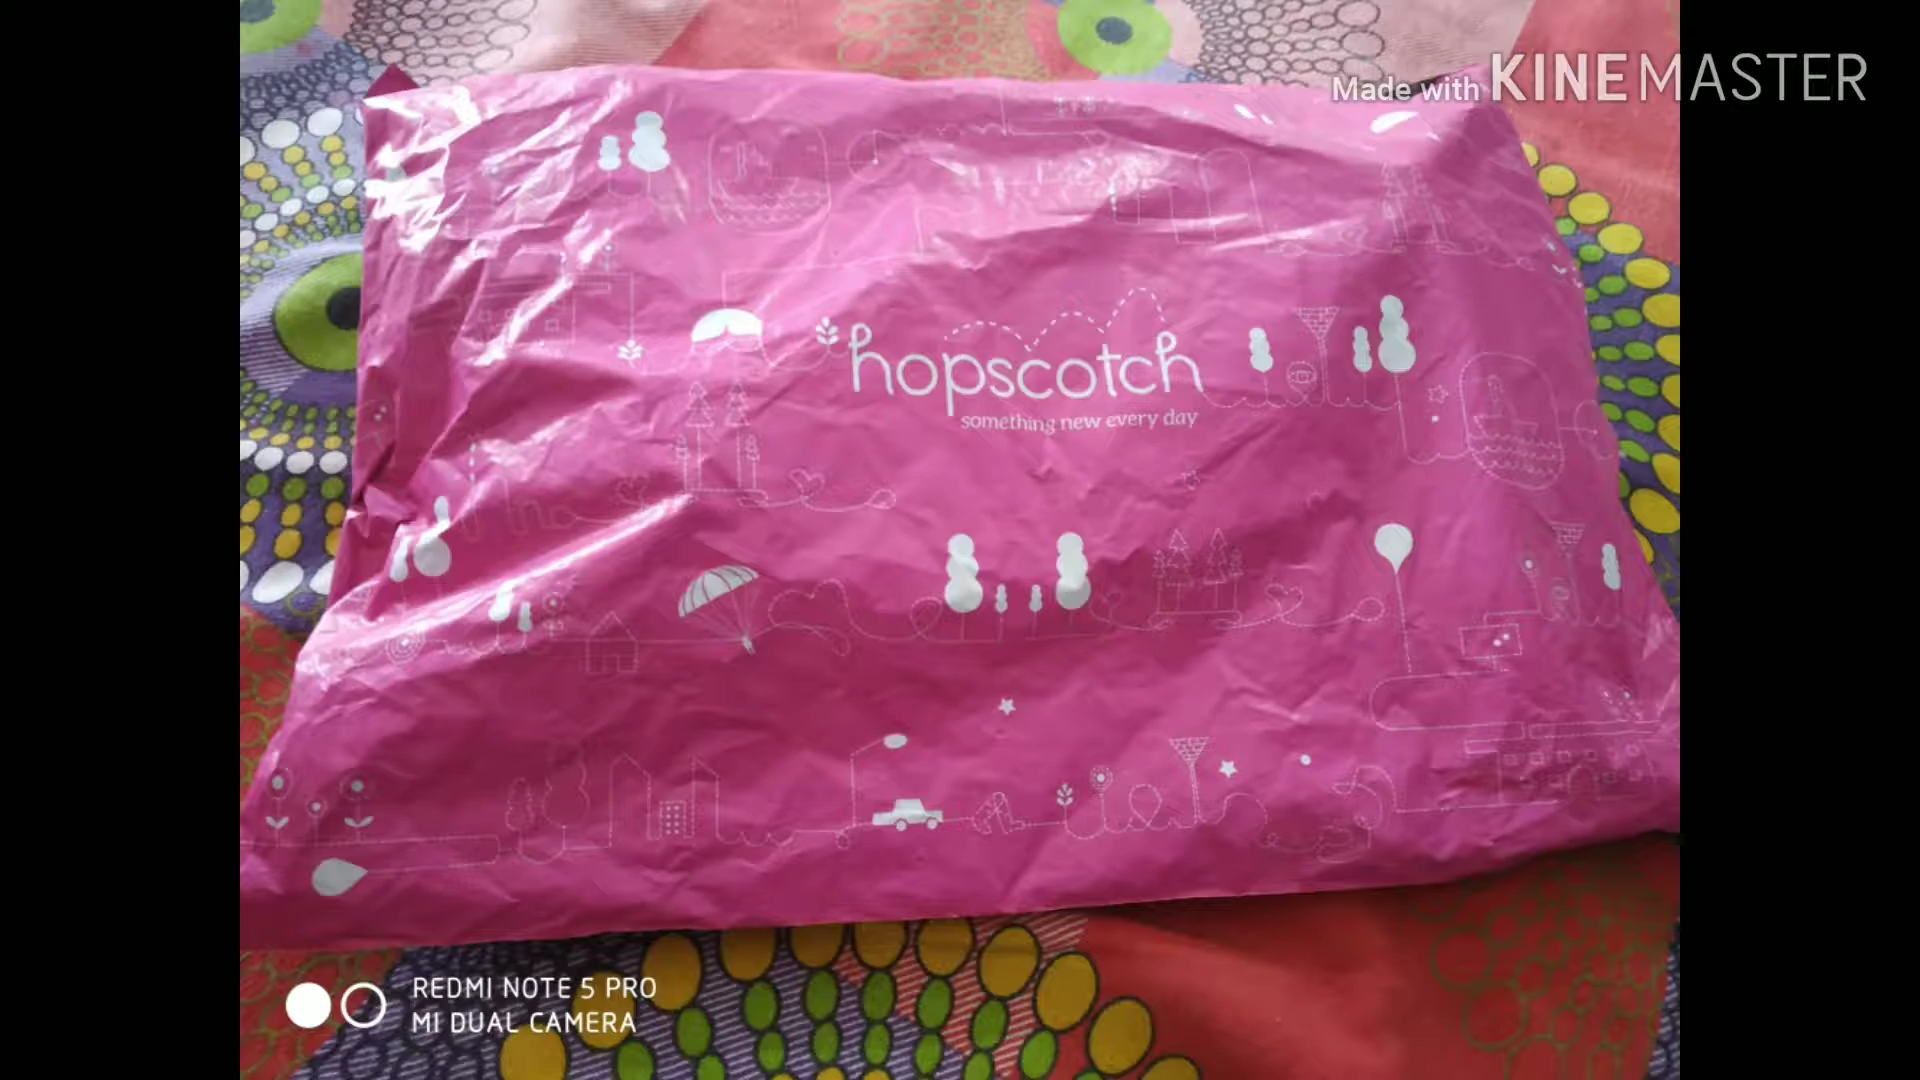 Made with KINEMASTER
hopscotch
something new every day
REDMI NOTE 5 PRO
MI DUAL CAMERA